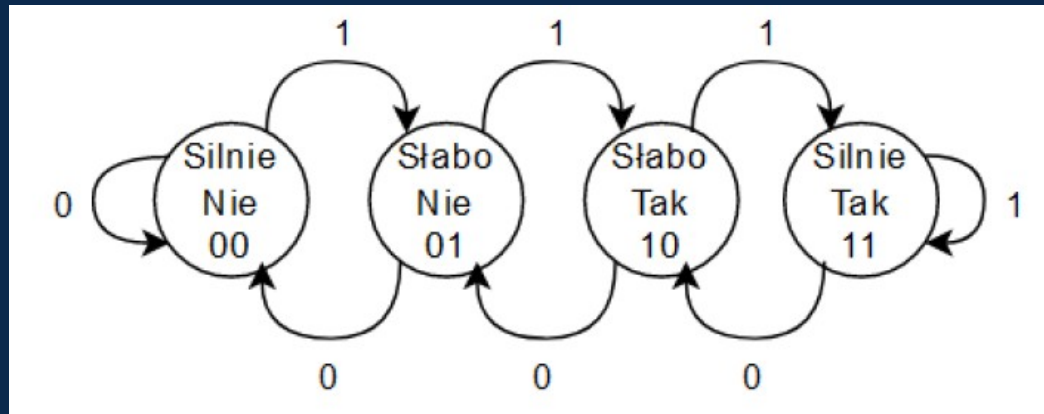 1 1 1
Silnie Słabo Słabo Silnie
0 Nie Nie Tak Tak 1
00 01 10 11
0 0 0